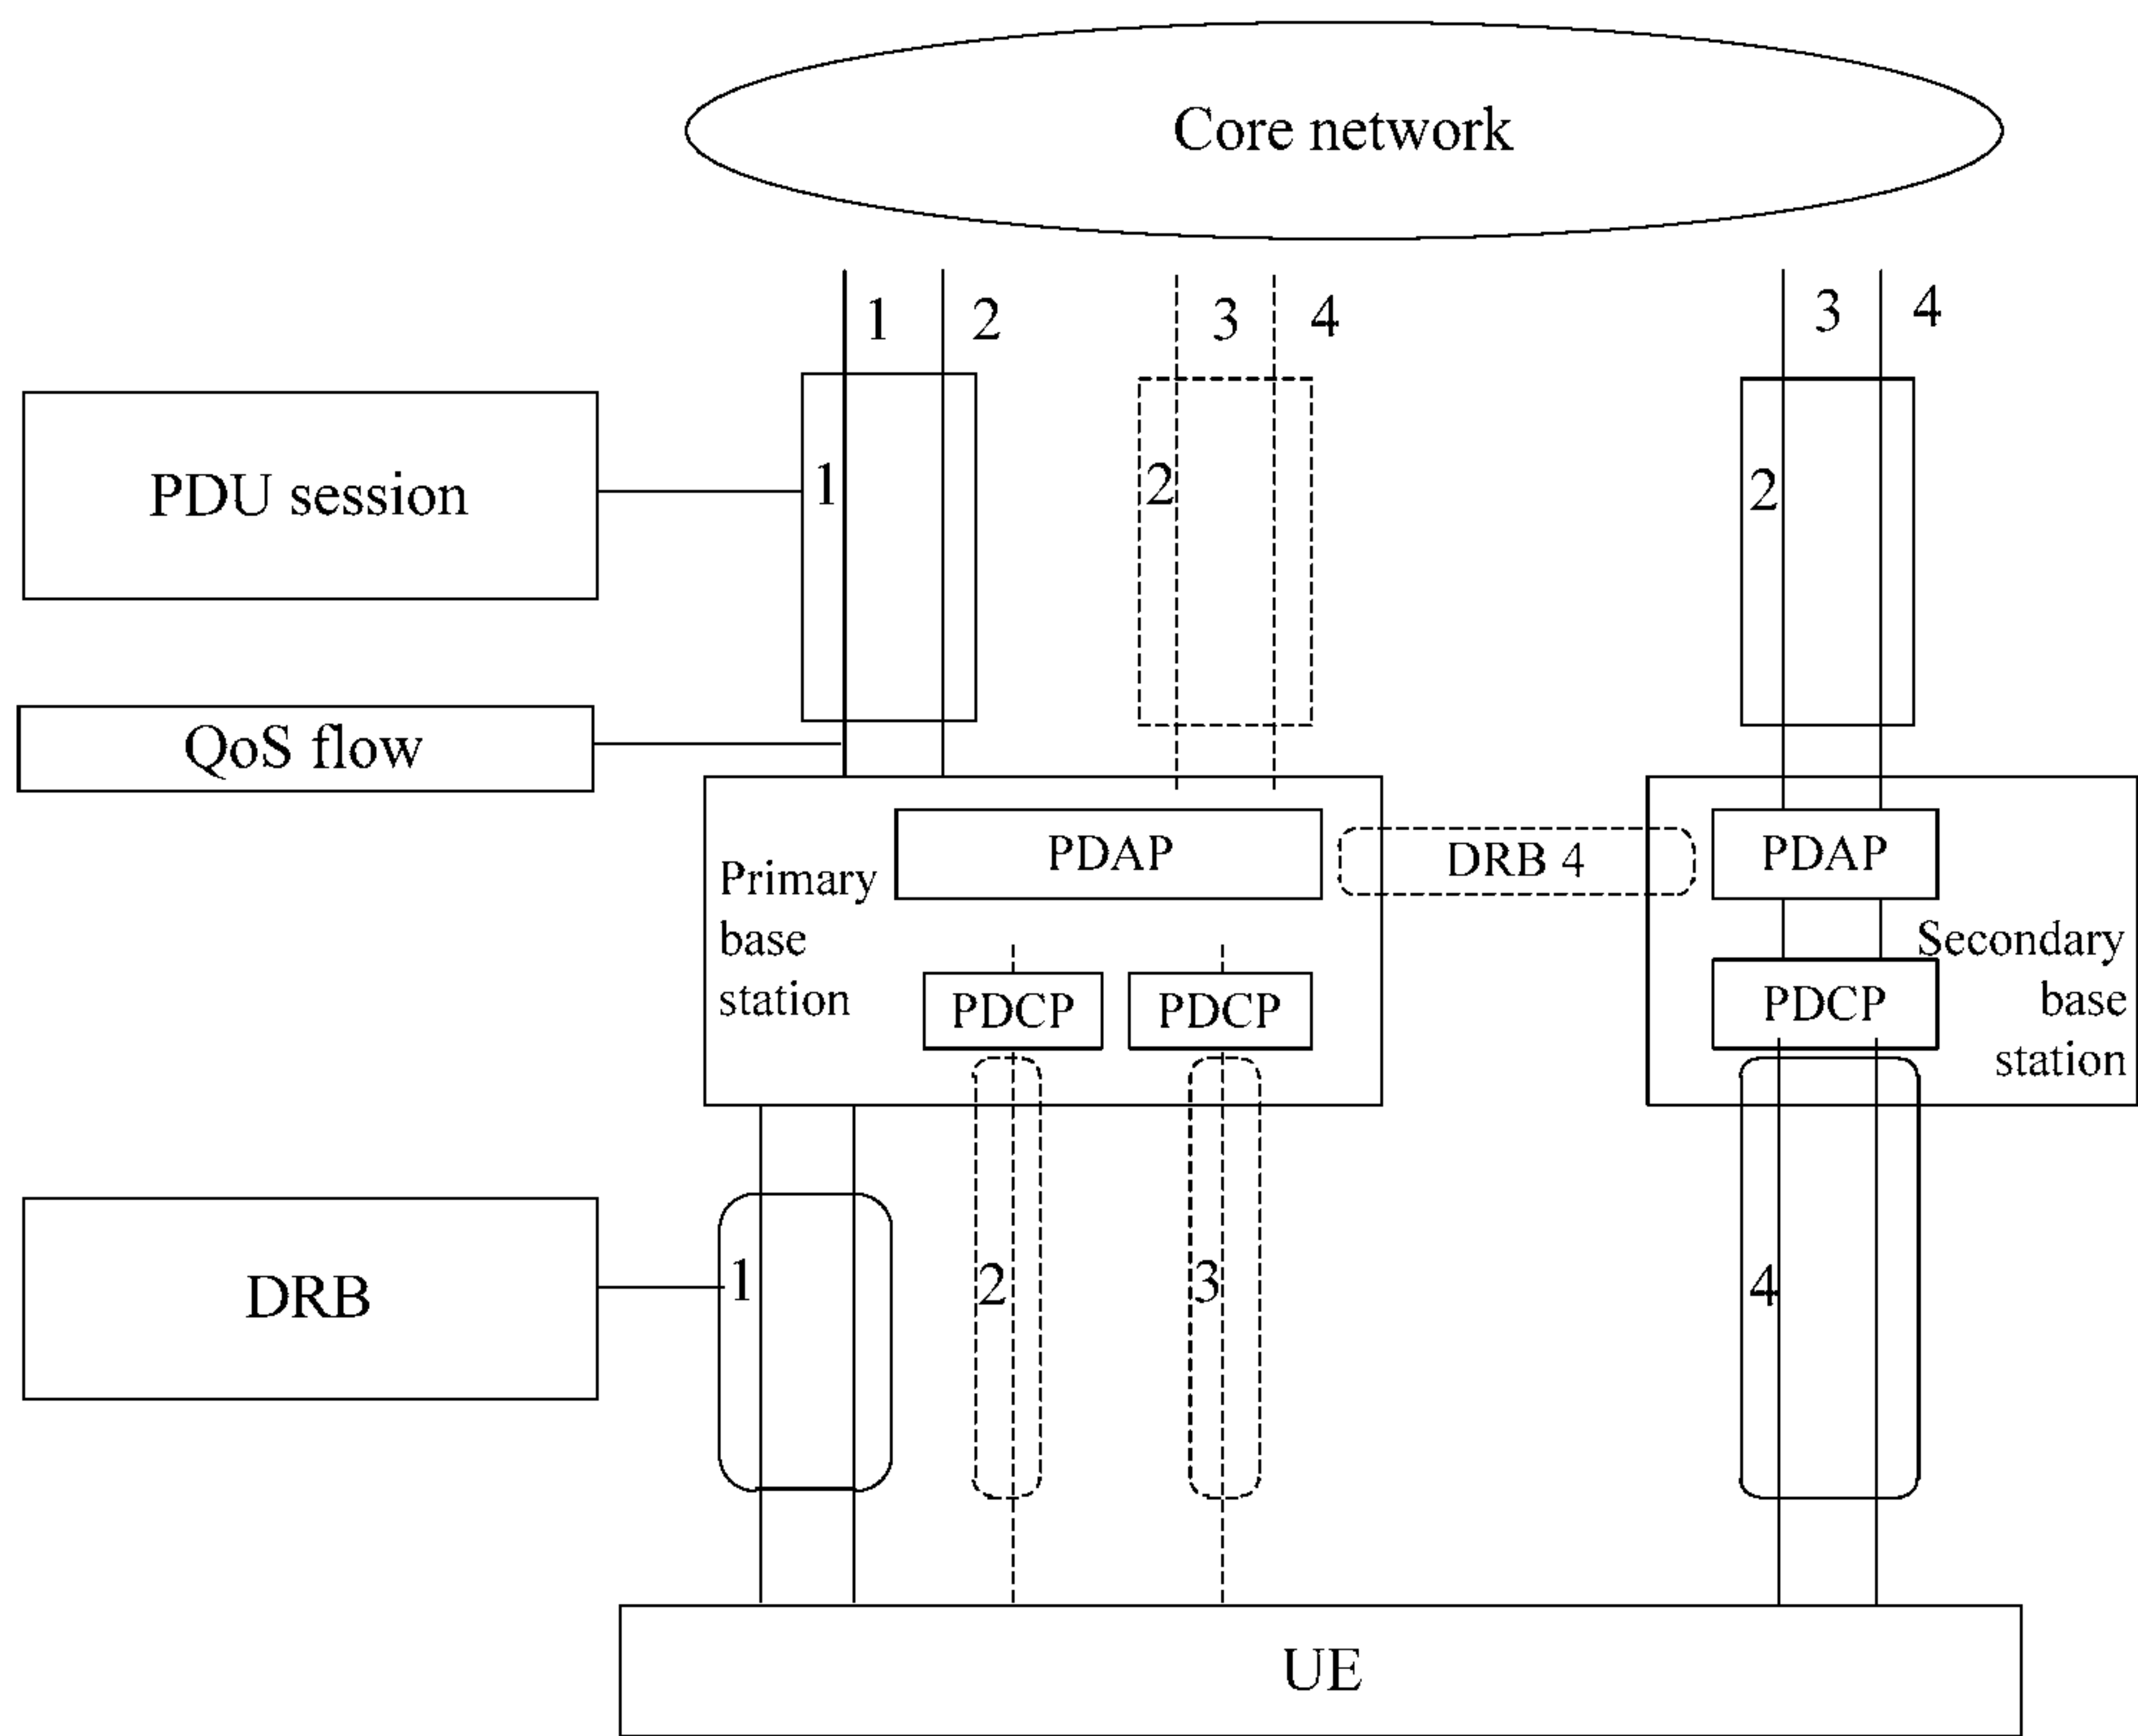 Core network
1 2 3 4 3 4
PDU session
1 2 2
QoS flow
PDAP DRB 4 PDAP
Primary
base
station
Secondary
base
station
PDCP PDCP PDCP
DRB
1 2 3 4
UE